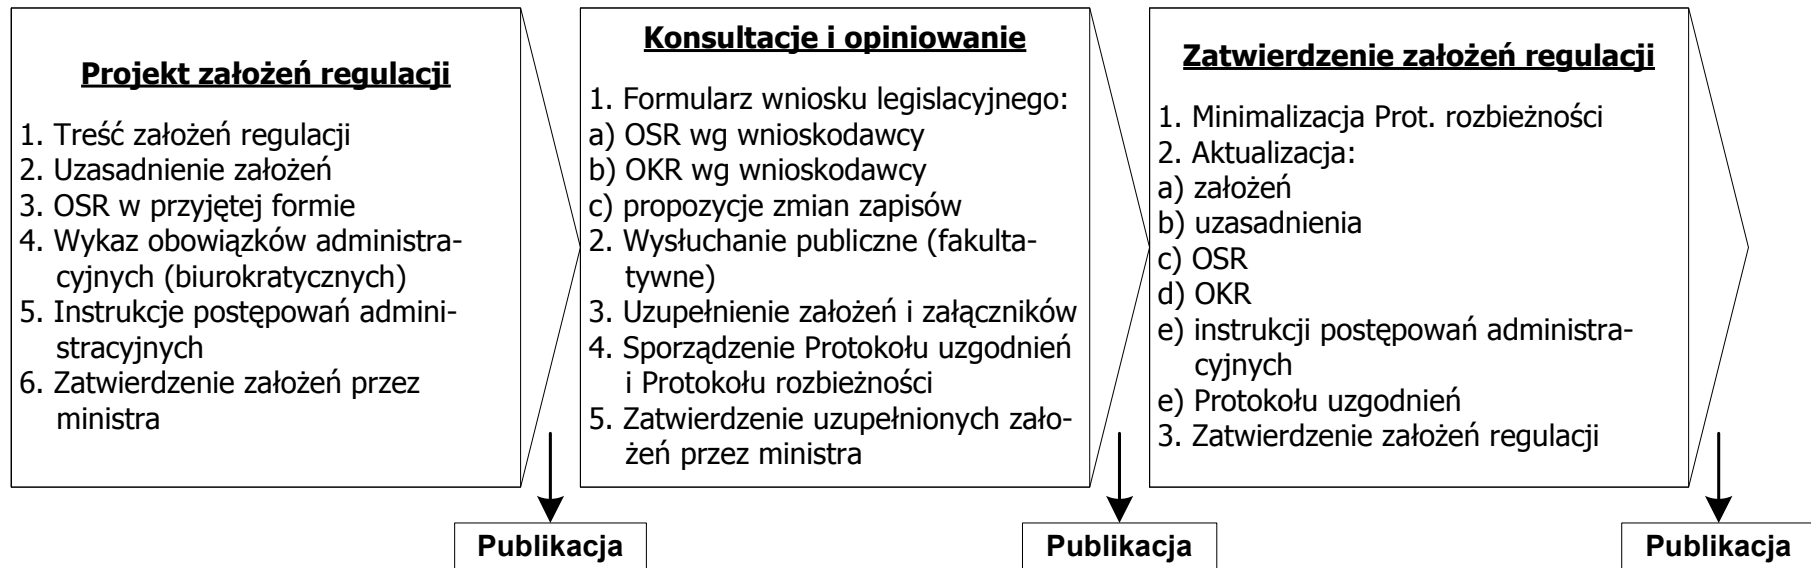 Projekt założeń regulacji
1. Treść założeń regulacji
2. Uzasadnienie założeń
3. OSR w przyjętej formie
4. Wykaz obowiązków administra-
cyjnych (biurokratycznych)
5. Instrukcje postępowań admini-
stracyjnych
6. Zatwierdzenie założeń przez
ministra
Publikacja
Konsultacje i opiniowanie
1. Formularz wniosku legislacyjnego:
a) OSR wg wnioskodawcy
b) OKR wg wnioskodawcy
c) propozycje zmian zapisów
2. Wysłuchanie publiczne (fakulta-
tywne)
3. Uzupełnienie założeń i załączników
4. Sporządzenie Protokołu uzgodnień
i Protokołu rozbieżności
5. Zatwierdzenie uzupełnionych zało-
żeń przez ministra
Publikacja
Zatwierdzenie założeń regulacji
1. Minimalizacja Prot. rozbieżności
2. Aktualizacja:
a) założeń
b) uzasadnienia
c) OSR
d) OKR
e) instrukcji postępowań administra-
cyjnych
e) Protokołu uzgodnień
3. Zatwierdzenie założeń regulacji
Publikacja